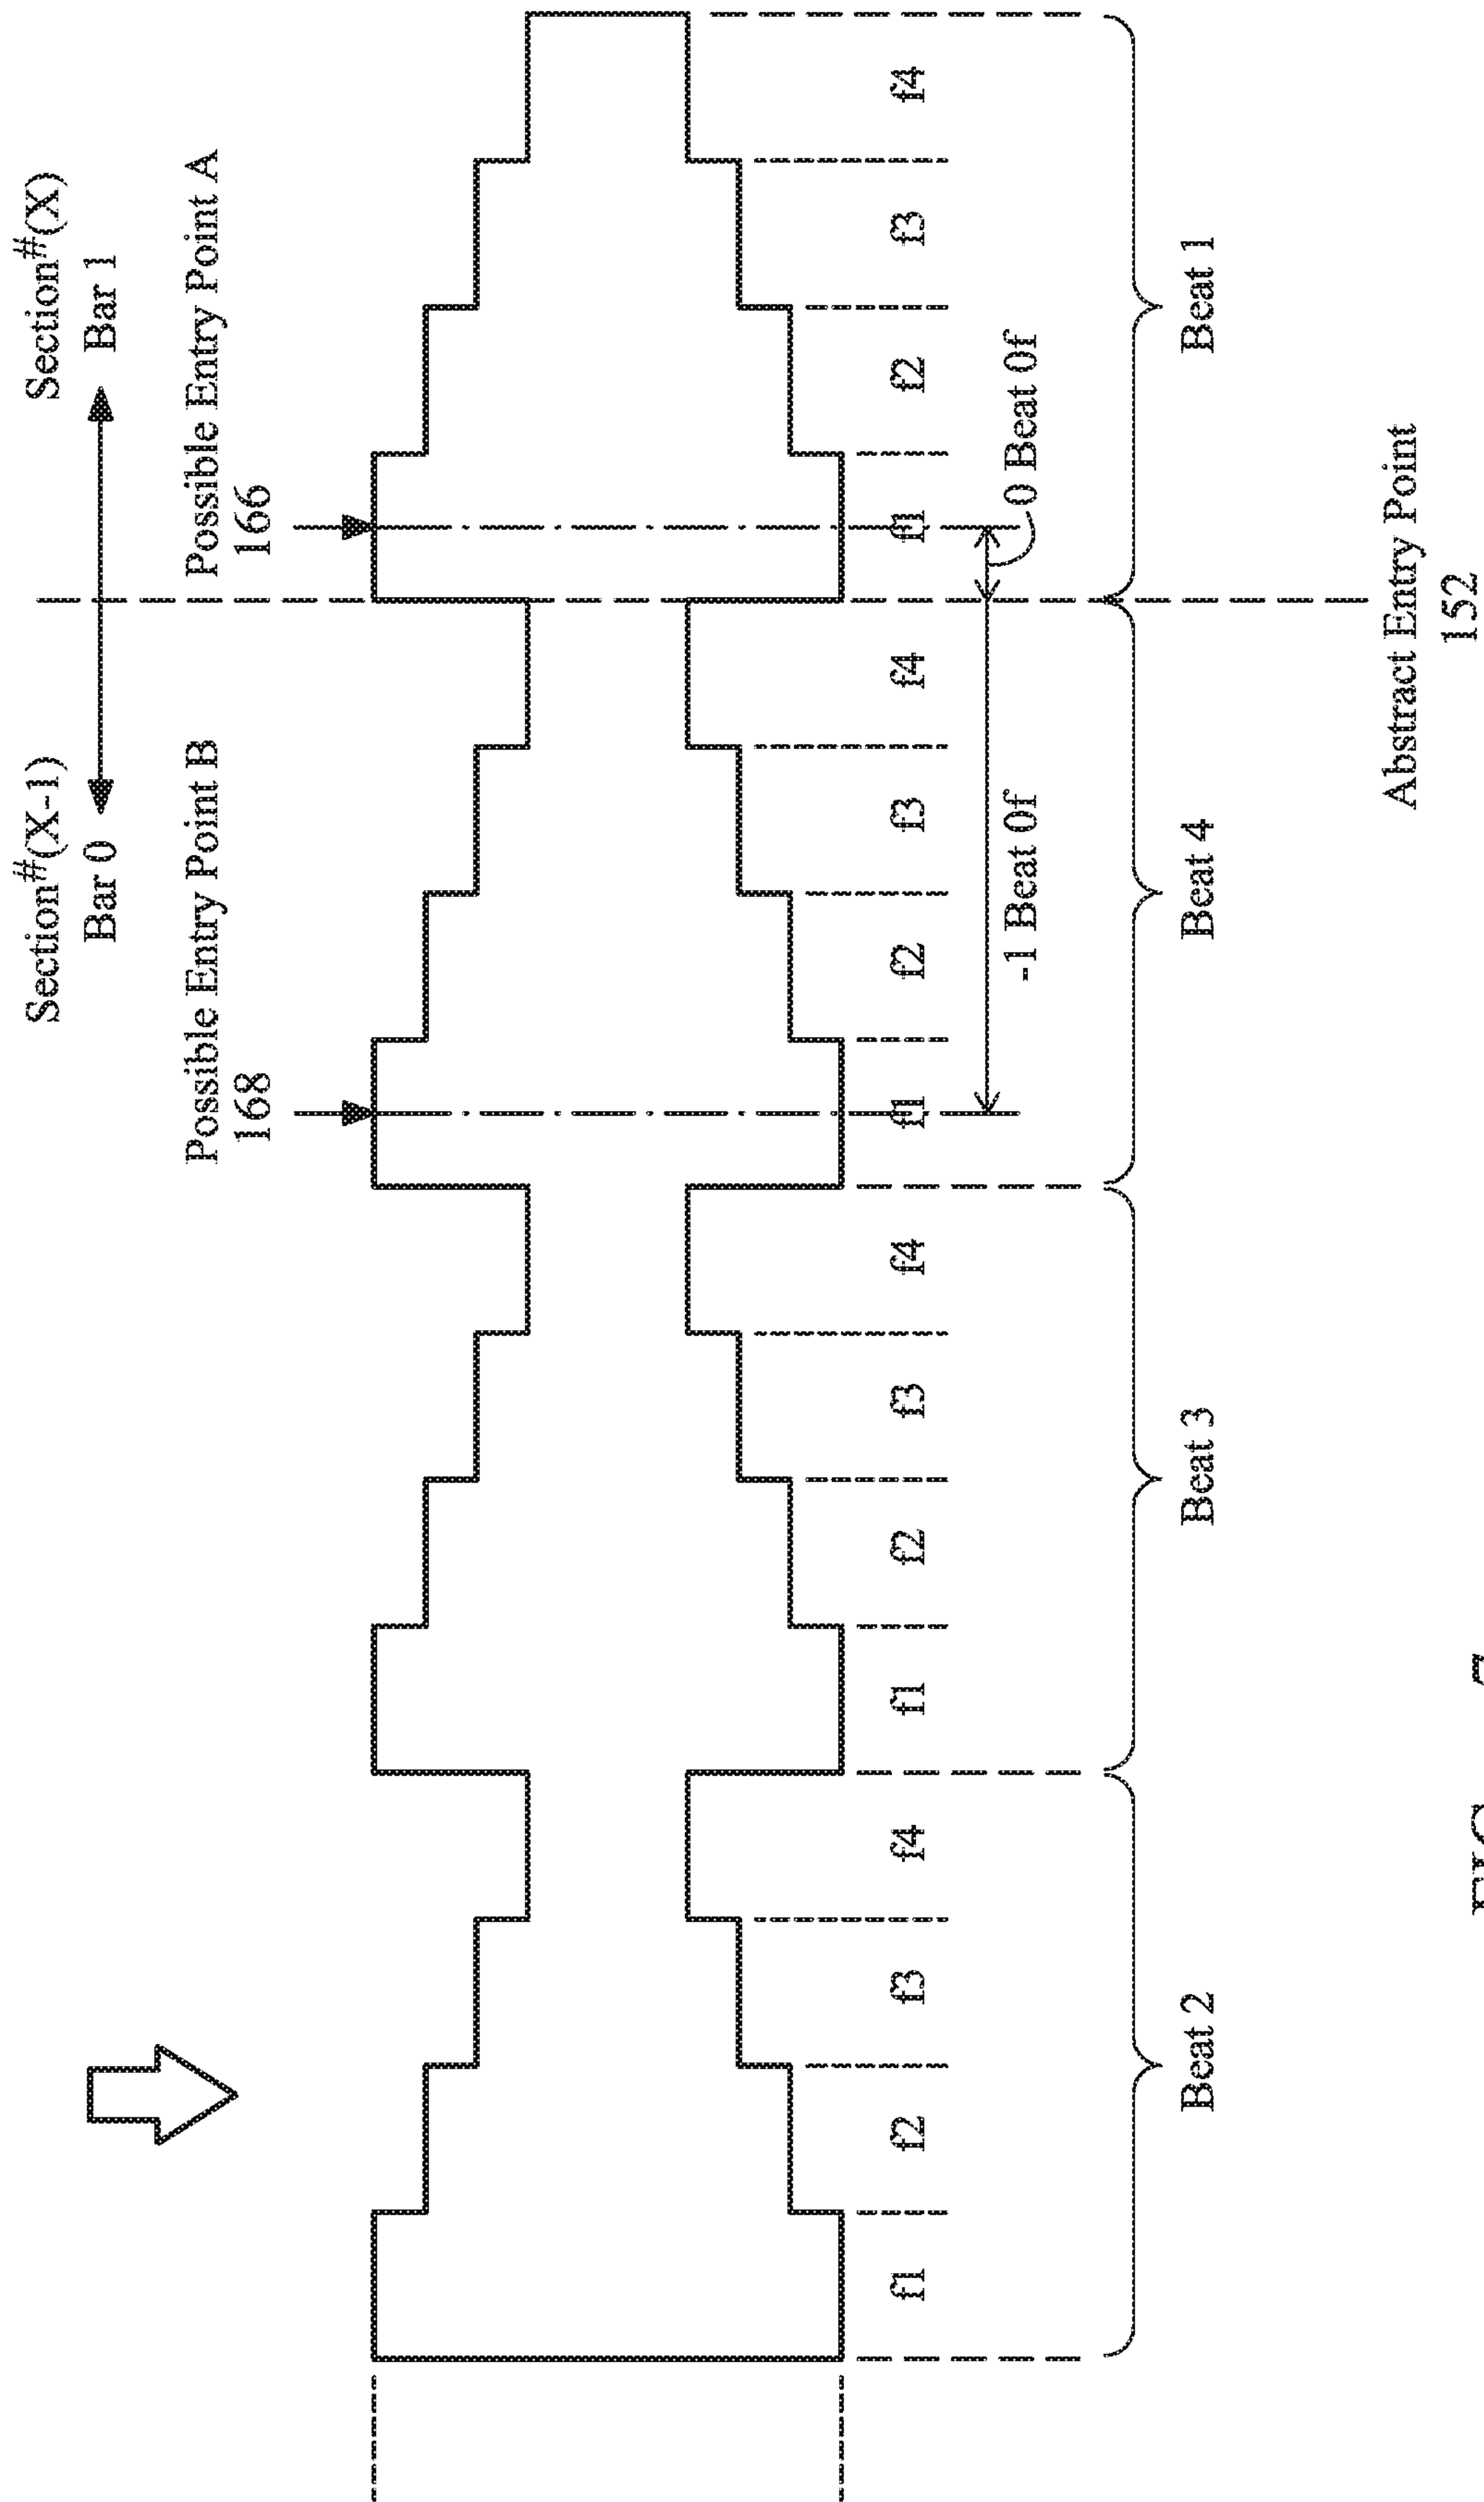 Section#(X-1)
Section#(X)
Bar 0
Bar 1
Possible Entry Point B
168
Possible Entry Point A
166
f1
f2
f3
f4
f1
f2
f3
f4
f1
f2
f3
f4
f1
f2
f3
f4
-1 Beat 0f
0 Beat 0f
Beat 2
Beat 3
Beat 4
Beat 1
Abstract Entry Point
152